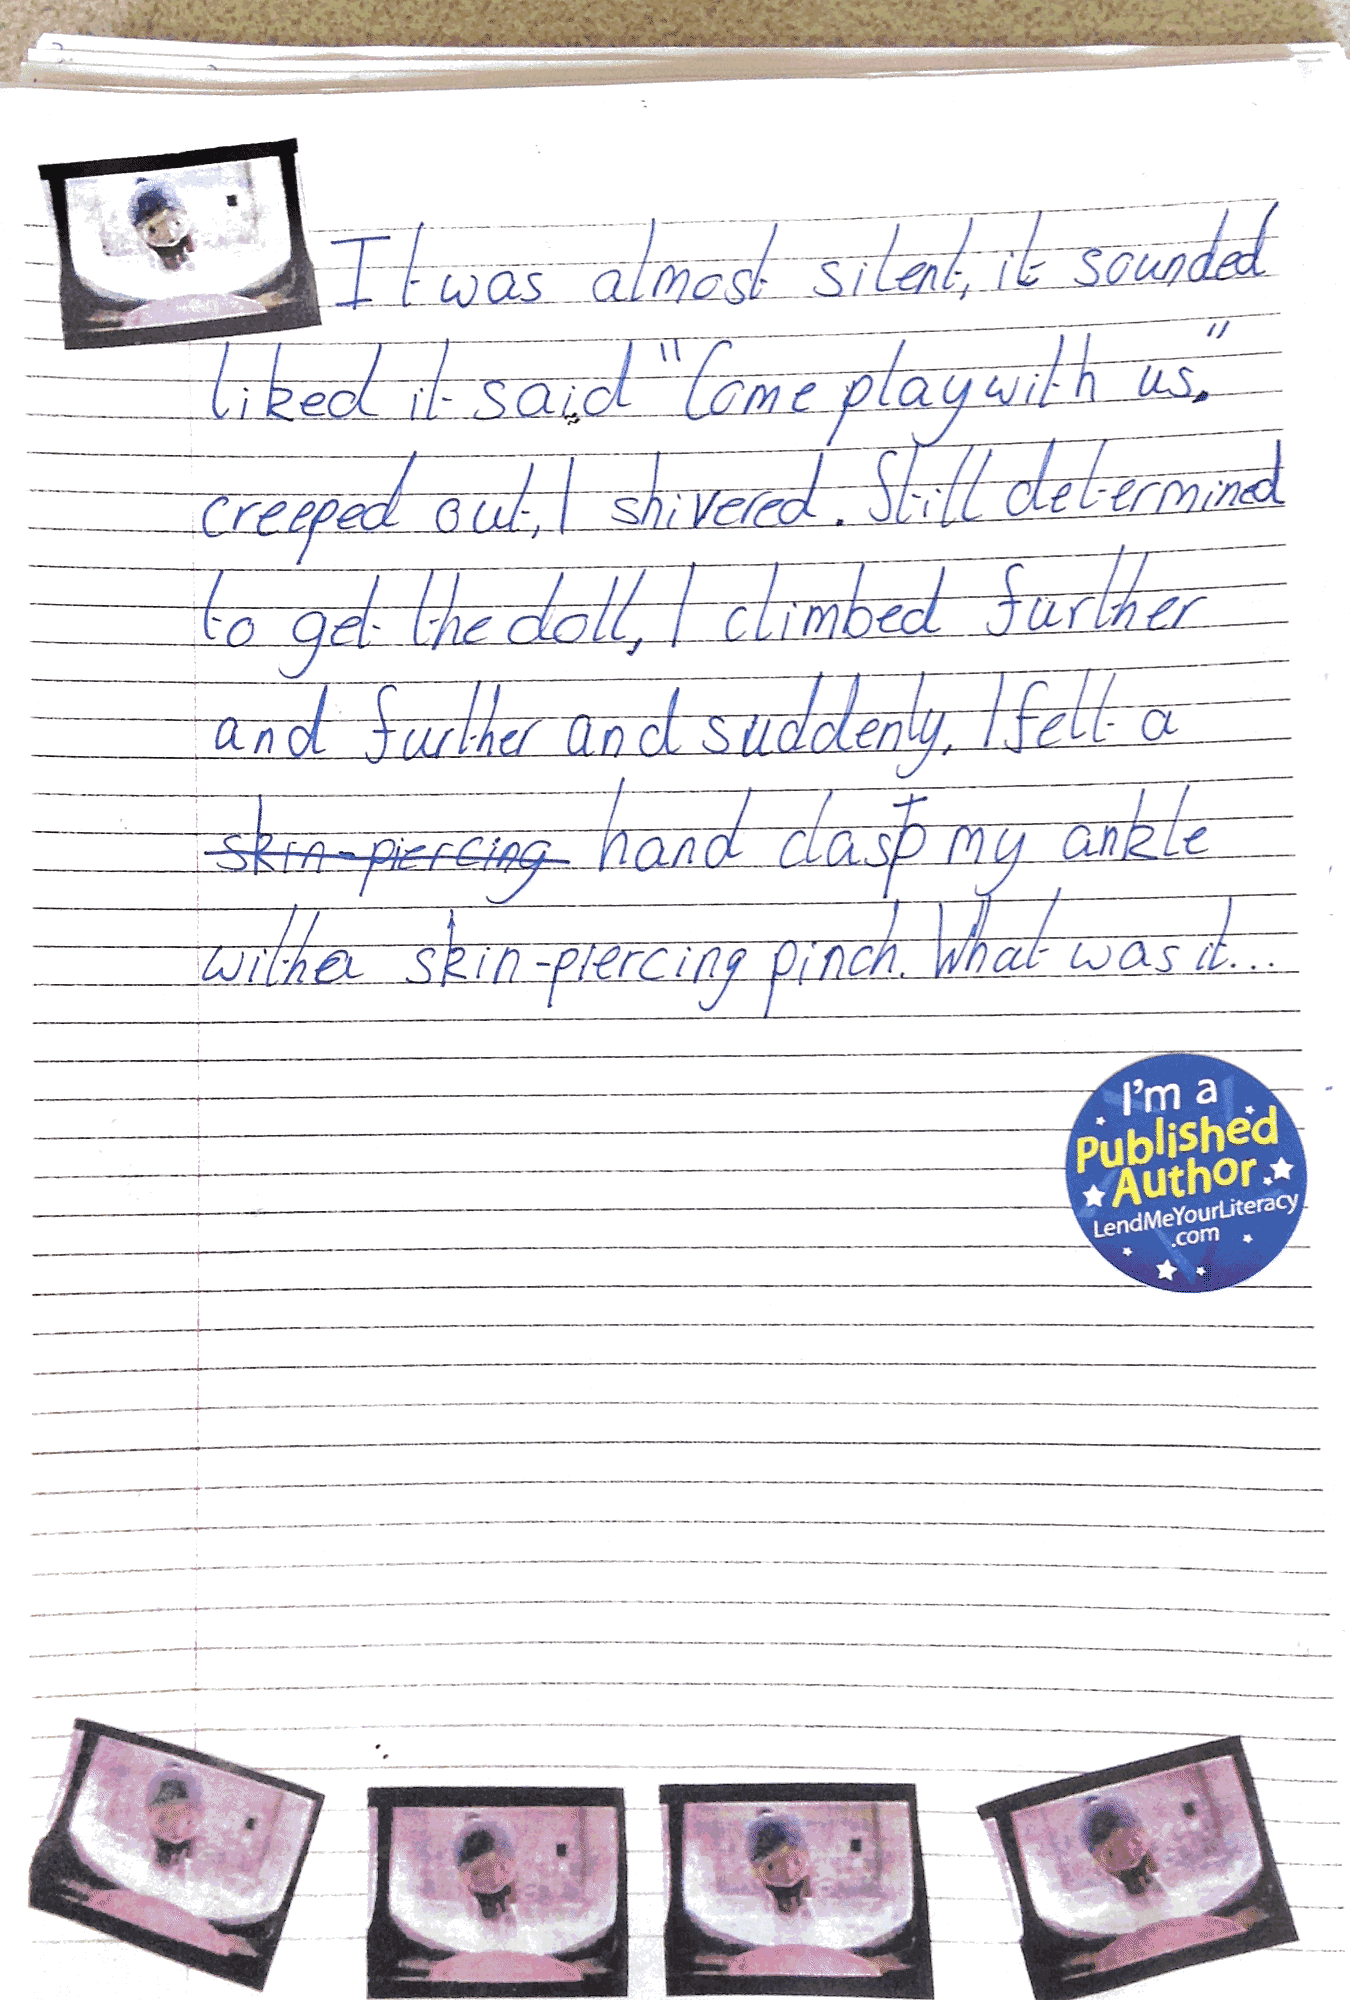 It was almost silent, it sounded
liked it said "Come play with us."
creeped out, I shivered. Still determined
to get the doll, I climbed further
and further and suddenly, I felt a
skin-piercing hand clasp my ankle
with a skin-piercing pinch. What was it...
I'm a
Published
Author
LendMeYourLiteracy
.com